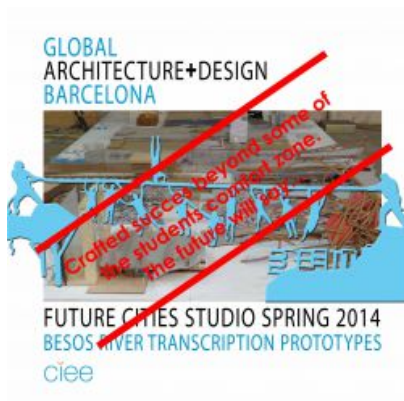 GLOBAL
ARCHITECTURE+DESIGN
BARCELONA
Crafted succes beyond some of
the students comfort zone.
The future will say
FUTURE CITIES STUDIO SPRING 2014
BESOS RIVER TRANSCRIPTION PROTOTYPES
ciee